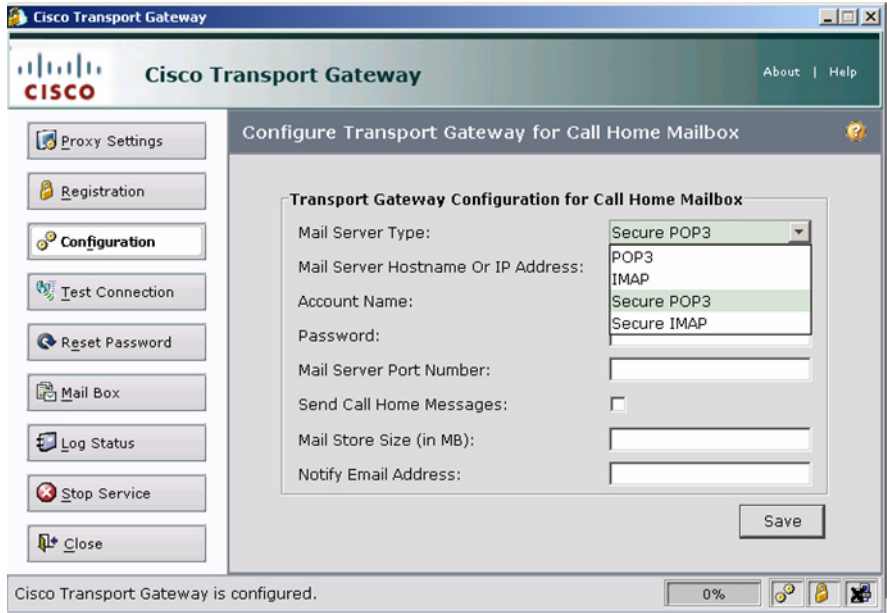 Cisco Transport Gateway
CISCO
Cisco Transport Gateway
About | Help
Proxy Settings
Registration
Configuration
Test Connection
Reset Password
Mail Box
Log Status
Stop Service
Close
Configure Transport Gateway for Call Home Mailbox
Transport Gateway Configuration for Call Home Mailbox
Mail Server Type: Secure POP3
POP3
Mail Server Hostname Or IP Address:
IMAP
Account Name: Secure POP3
Secure IMAP
Password:
Mail Server Port Number:
Send Call Home Messages:
Mail Store Size (in MB):
Notify Email Address:
Save
Cisco Transport Gateway is configured. 0%